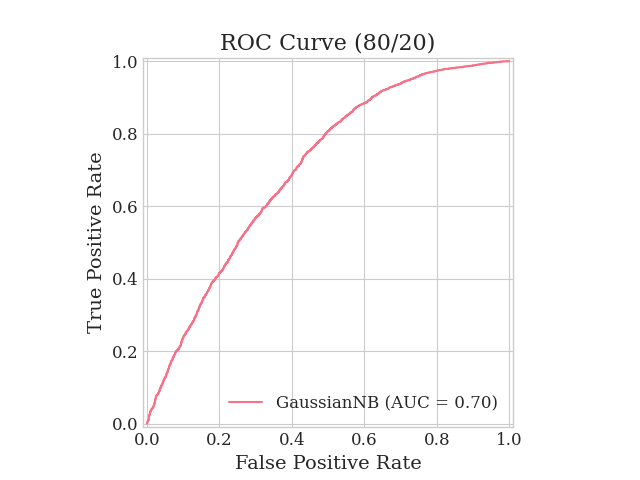 ROC Curve (80/20)
True Positive Rate
1.0
0.8
0.6
0.4
0.2
0.0
GaussianNB (AUC = 0.70)
0.0 0.2 0.4 0.6 0.8 1.0
False Positive Rate